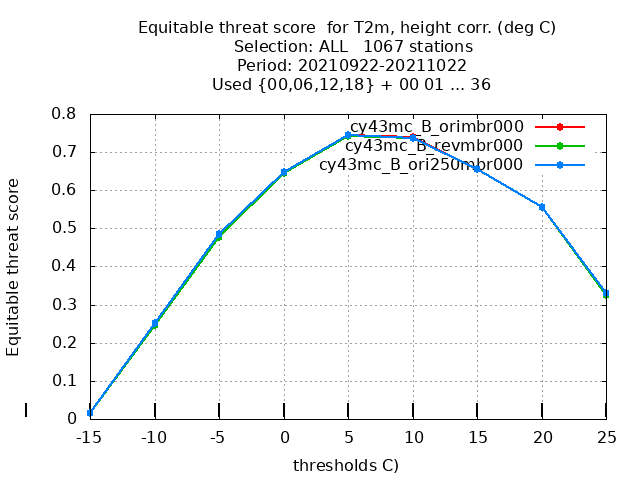 Equitable threat score  for T2m, height corr. (deg C)
Selection: ALL   1067 stations
Period: 20210922-20211022
Used {00,06,12,18} + 00 01 ... 36
Equitable threat score
0.8
0.7
0.6
0.5
0.4
0.3
0.2
0.1
0
cy43mc_B_orimbr000
cy43mc_B_revmbr000
cy43mc_B_ori250mbr000
-15
-10
-5
0
5
10
15
20
25
thresholds C)